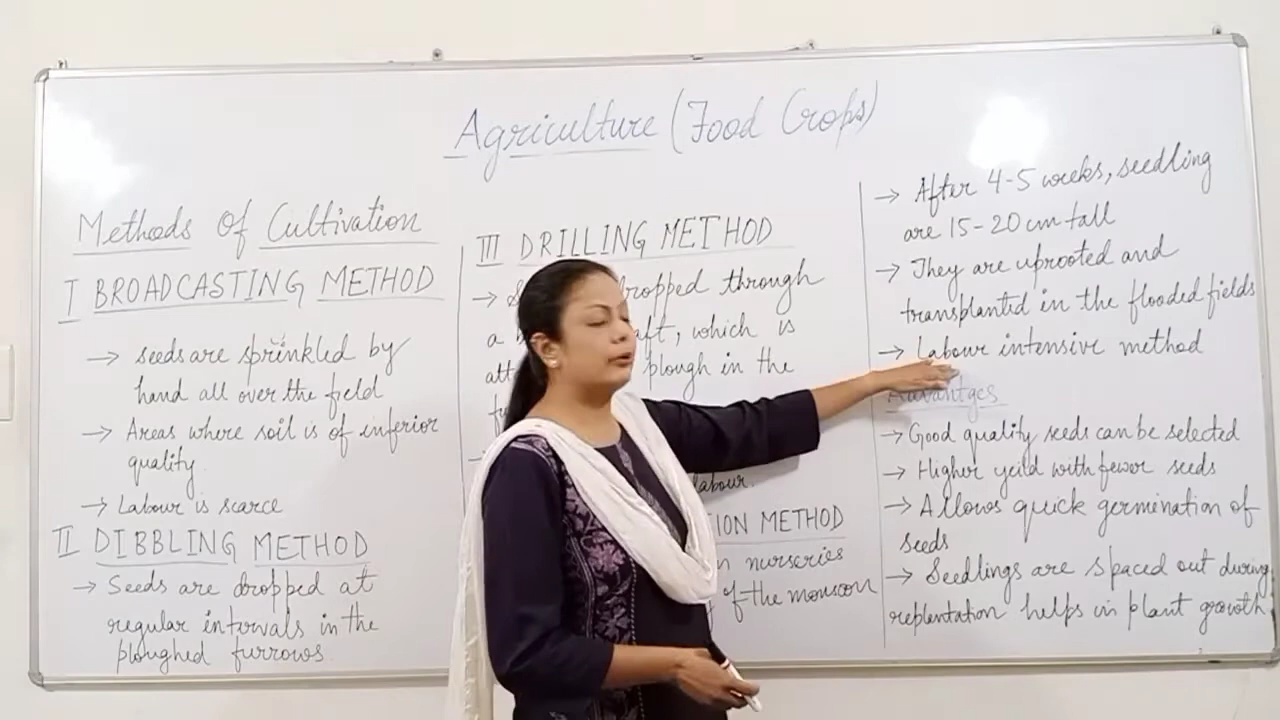 Agriculture (Food Crops)
Methods of Cultivation
I BROADCASTING METHOD
→ Seeds are sprinkled by
hand all over the field
→ Areas where soil is of inferior
quality
→ Labour is scarce
II DIBBLING METHOD
→ Seeds are dropped at
regular intervals in the
ploughed furrows.
III DRILLING METHOD
→ dropped through
a which is
plough in the
labour.
METHOD
nurseries
of the monsoon
→ After 4-5 weeks, seedling
are 15-20 cm tall
→ They are uprooted and
transplanted in the flooded fields
→ Labour intensive method
Advantges
→ Good quality seeds can be selected
→ Higher yeild with fewer seeds
→ Allows quick germination of
seeds
→ Seedlings are spaced out during
replentation helps in plant growth